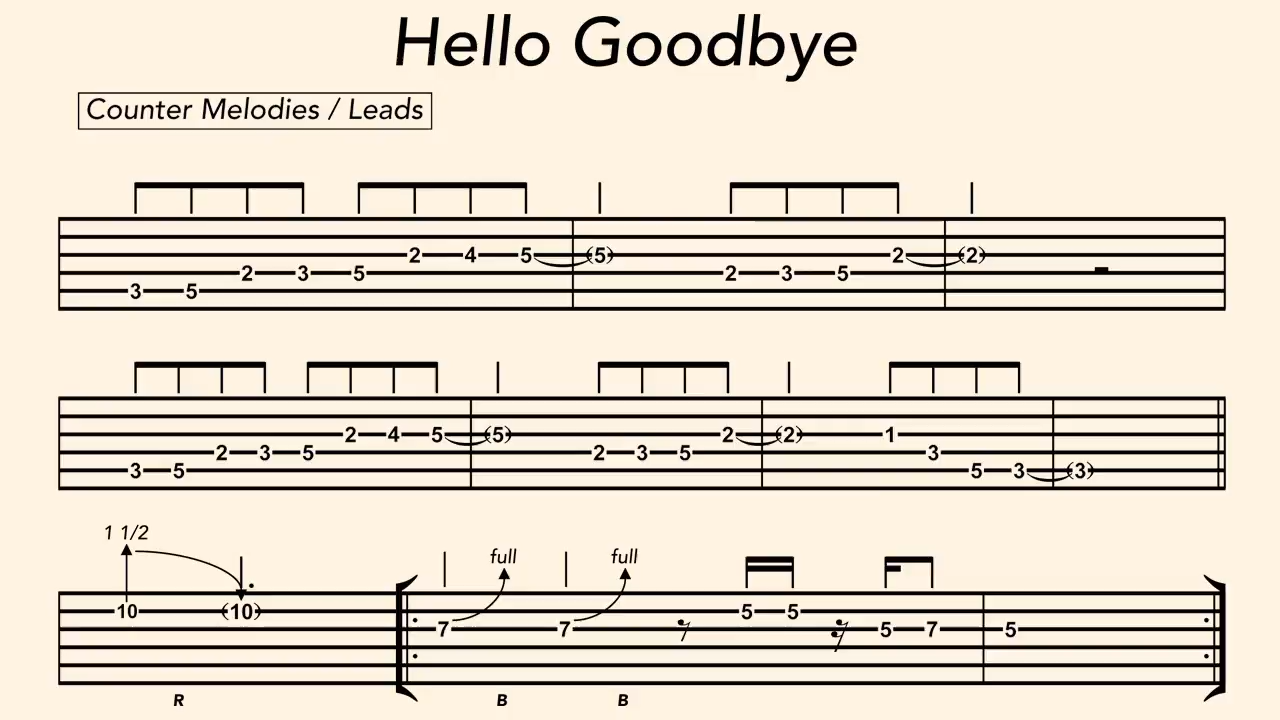 Hello Goodbye
Counter Melodies / Leads
3 5 2 3 5 2 4 5 (5) 2 3 5 2 (2)
3 5 2 3 5 2 4 5 (5) 2 3 5 2 (2) 1 3 5 3 (3)
1 1/2 full full
10 (10) 7 7 5 5 5 7 5
R B B